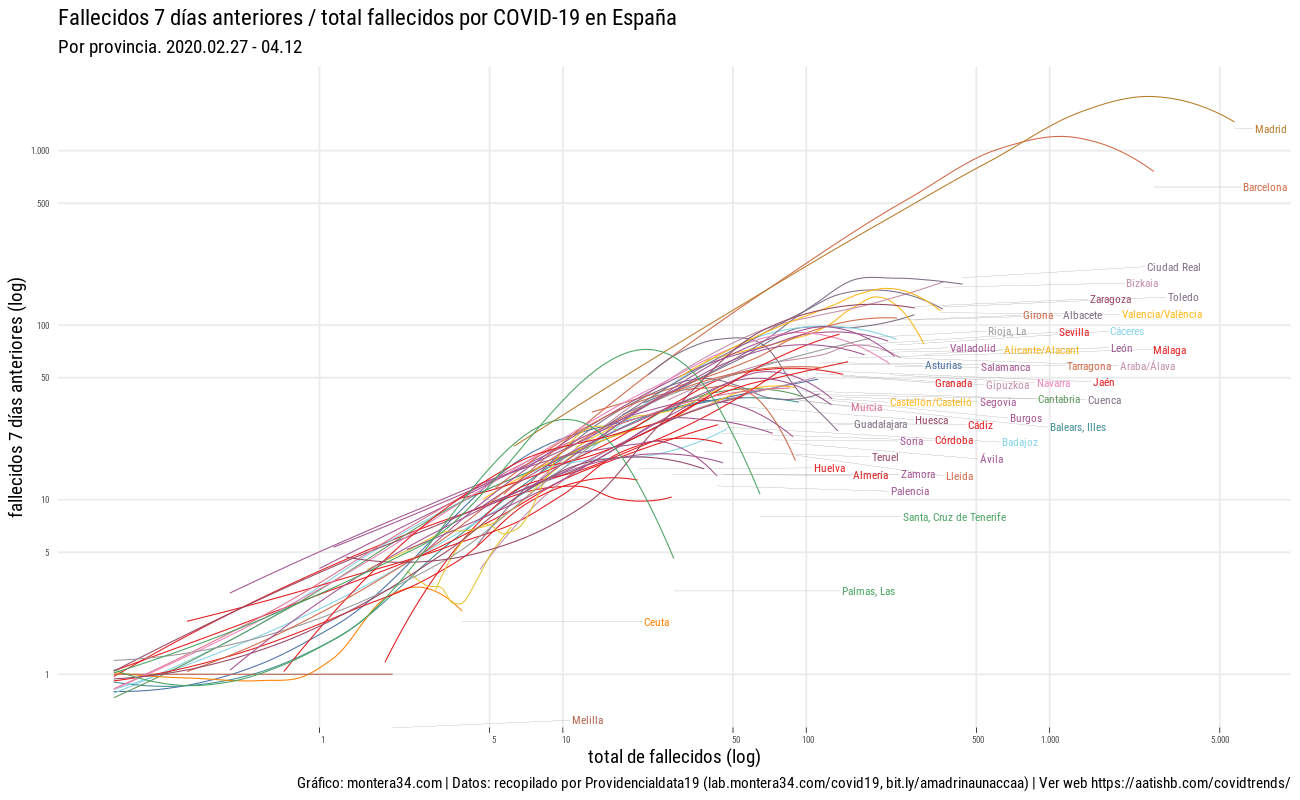 Fallecidos 7 días anteriores / total fallecidos por COVID-19 en España
Por provincia. 2020.02.27 - 04.12
fallecidos 7 días anteriores (log)
1.000
500
100
50
10
5
1
Madrid
Barcelona
Ciudad Real
Bizkaia
Zaragoza
Toledo
Girona
Albacete
Valencia/València
Rioja, La
Sevilla
Cáceres
Valladolid
Alicante/Alacant
León
Málaga
Asturias
Salamanca
Tarragona
Araba/Álava
Granada
Gipuzkoa
Navarra
Jaén
Murcia
Castellón/Castelló
Segovia
Cantabria
Cuenca
Guadalajara
Huesca
Cádiz
Burgos
Balears, Illes
Soria
Córdoba
Badajoz
Teruel
Ávila
Huelva
Almería
Zamora
Lleida
Palencia
Santa, Cruz de Tenerife
Palmas, Las
Ceuta
Melilla
1
5
10
50
100
500
1.000
5.000
total de fallecidos (log)
Gráfico: montera34.com | Datos: recopilado por Providencialdata19 (lab.montera34.com/covid19, bit.ly/amadrinaunaccaa) | Ver web https://aatishb.com/covidtrends/